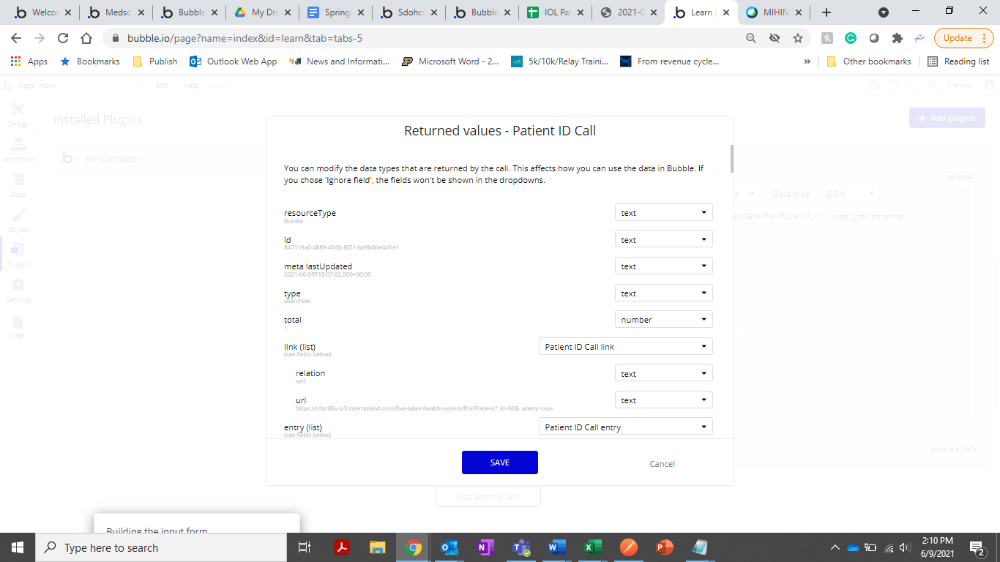 Welcor
Medsc
Bubble
My Dri
Spring
Sdohc
Bubble
IOL Pat
2021-0
Learn
MIHIN
bubble.io/page?name=index&id=learn&tab=tabs-5
Update
Apps
Bookmarks
Publish
Outlook Web App
News and Informati...
Microsoft Word - 2...
5k/10k/Relay Traini...
From revenue cycle...
»
Other bookmarks
Reading list
Page: index
Edit
Help
Saved
Preview
Design
Workflow
Data
Styles
Plugins
Settings
Logs
Installed Plugins
+ Add plugins
API Connector
collapse
Data type
JSON
system/fhir/Patient?_ic
(use [] for params)
expand all calls
Returned values - Patient ID Call
You can modify the data types that are returned by the call. This affects how you can use the data in Bubble. If
you chose 'Ignore field', the fields won't be shown in the dropdowns.
resourceType
Bundle
text
id
847119a0-4889-41db-8f21-bd9b0de4d1e1
text
meta lastUpdated
2021-06-09T18:07:02.000+00:00
text
type
searchset
text
total
1
number
link (list)
(see fields below)
Patient ID Call link
relation
self
text
url
https://trfgr86y-lz3.interopland.com/five-lakes-health-system/fhir/Patient?_id=66&_pretty=true
text
entry (list)
(see fields below)
Patient ID Call entry
SAVE
Cancel
Add another API
Building the input form
Type here to search
2:10 PM
6/9/2021
2